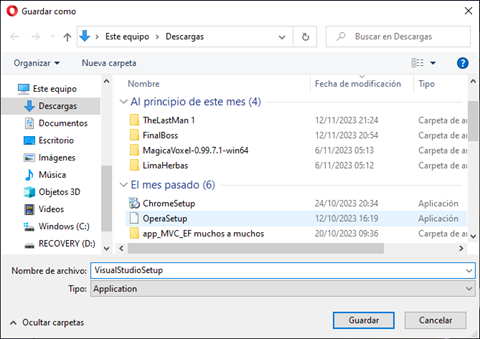 Guardar como
Este equipo > Descargas
Buscar en Descargas
Organizar
Nueva carpeta
Este equipo
Descargas
Documentos
Escritorio
Imágenes
Música
Objetos 3D
Videos
Windows (C:)
RECOVERY (D:)
Nombre Fecha de modificación Tipo
Al principio de este mes (4)
TheLastMan 1 12/11/2023 21:24 Carpeta de ar
FinalBoss 12/11/2023 20:54 Carpeta de ar
MagicaVoxel-0.99.7.1-win64 6/11/2023 05:13 Carpeta de ar
LimaHerbas 6/11/2023 05:12 Carpeta de ar
El mes pasado (6)
ChromeSetup 24/10/2023 20:34 Aplicación
OperaSetup 12/10/2023 16:19 Aplicación
app_MVC_EF muchos a muchos 20/10/2023 09:36 Carpeta de ar
Nombre de archivo: VisualStudioSetup
Tipo: Application
Ocultar carpetas
Guardar
Cancelar